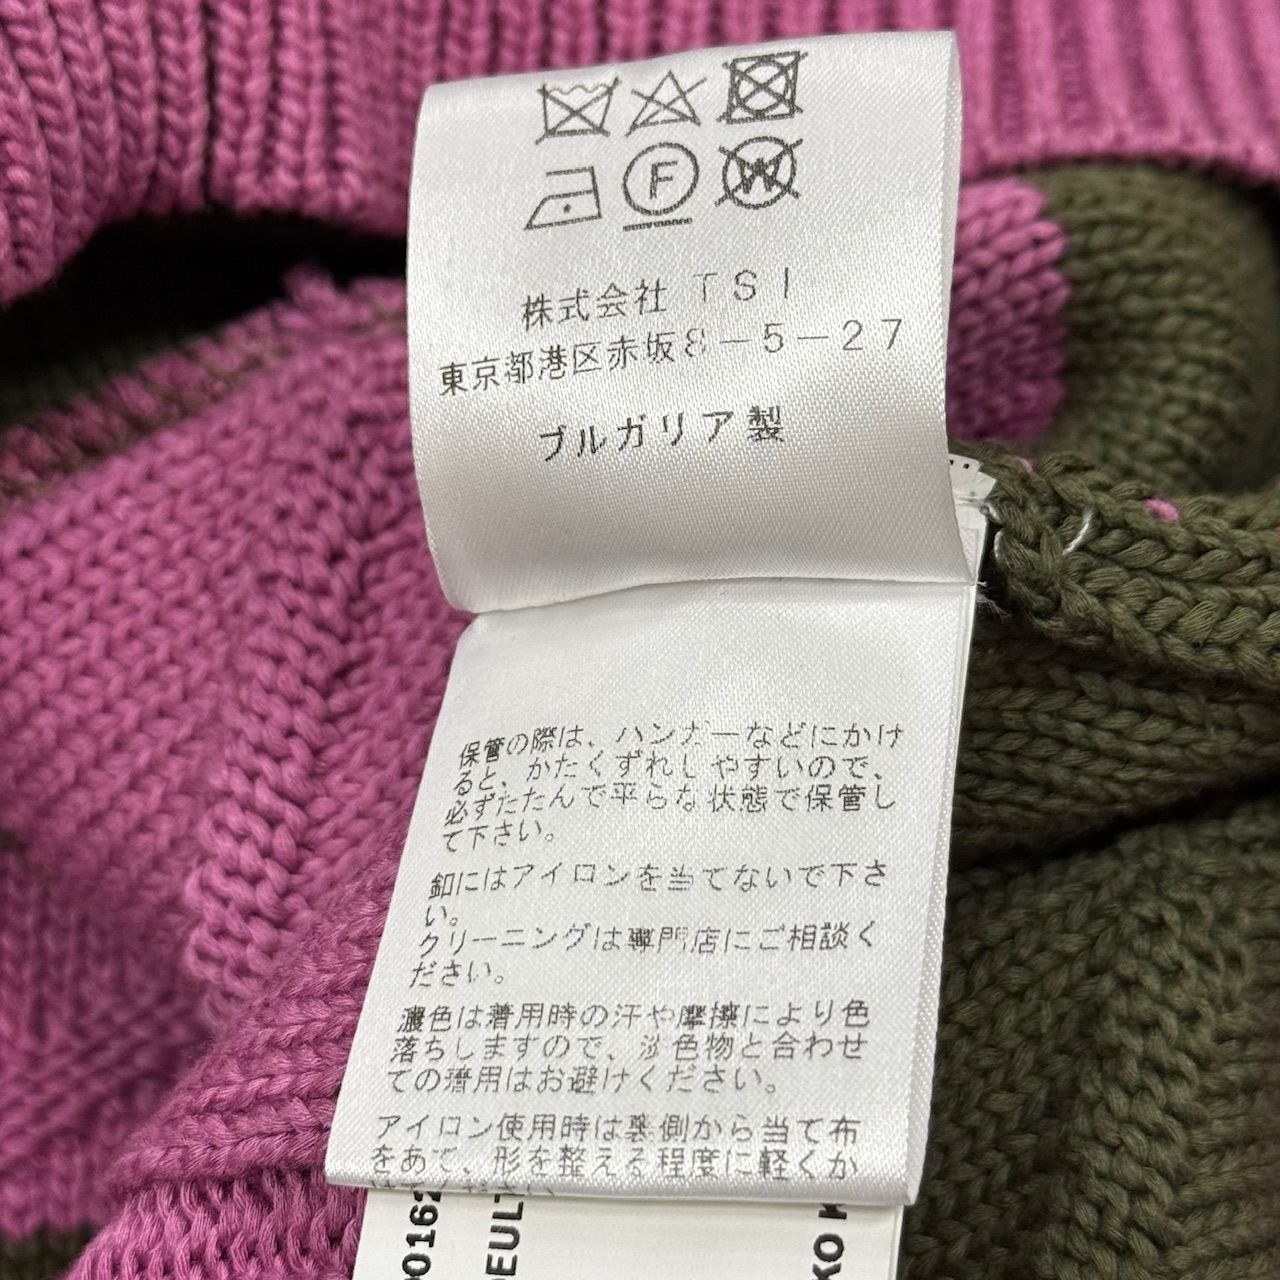 F
W
株式会社 TSI
東京都港区赤坂8-5-27
ブルガリア製
保管の際は、ハンガーなどにかけ
ると、かたくずれしやすいので、
必ずたたんで平らな状態で保管し
て下さい。
釦にはアイロンを当てないで下さ
い。
クリーニングは専門店にご相談く
ださい。
濃色は着用時の汗や摩擦により色
落ちしますので、淡色物と合わせ
ての着用はお避けください。
アイロン使用時は裏側から当て布
をあて、形を整える程度に軽くか